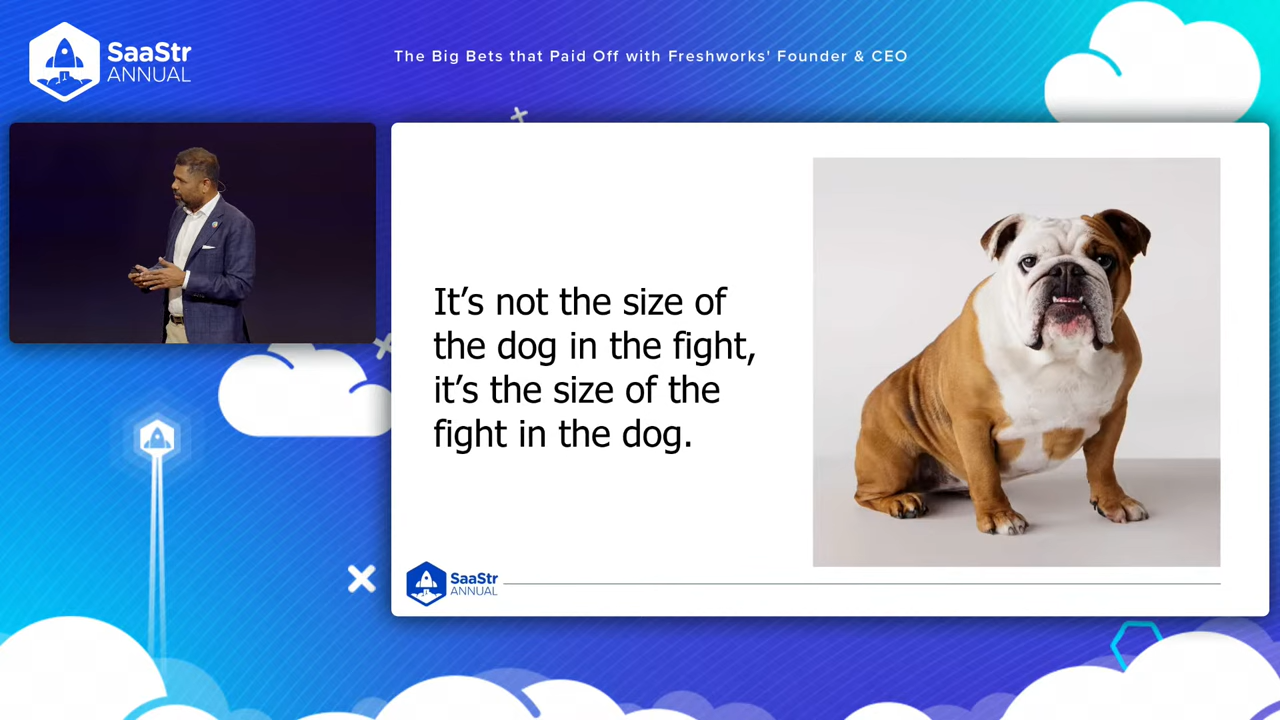 SaaStr
ANNUAL
The Big Bets that Paid Off with Freshworks' Founder & CEO
It’s not the size of
the dog in the fight,
it’s the size of the
fight in the dog.
SaaStr
ANNUAL